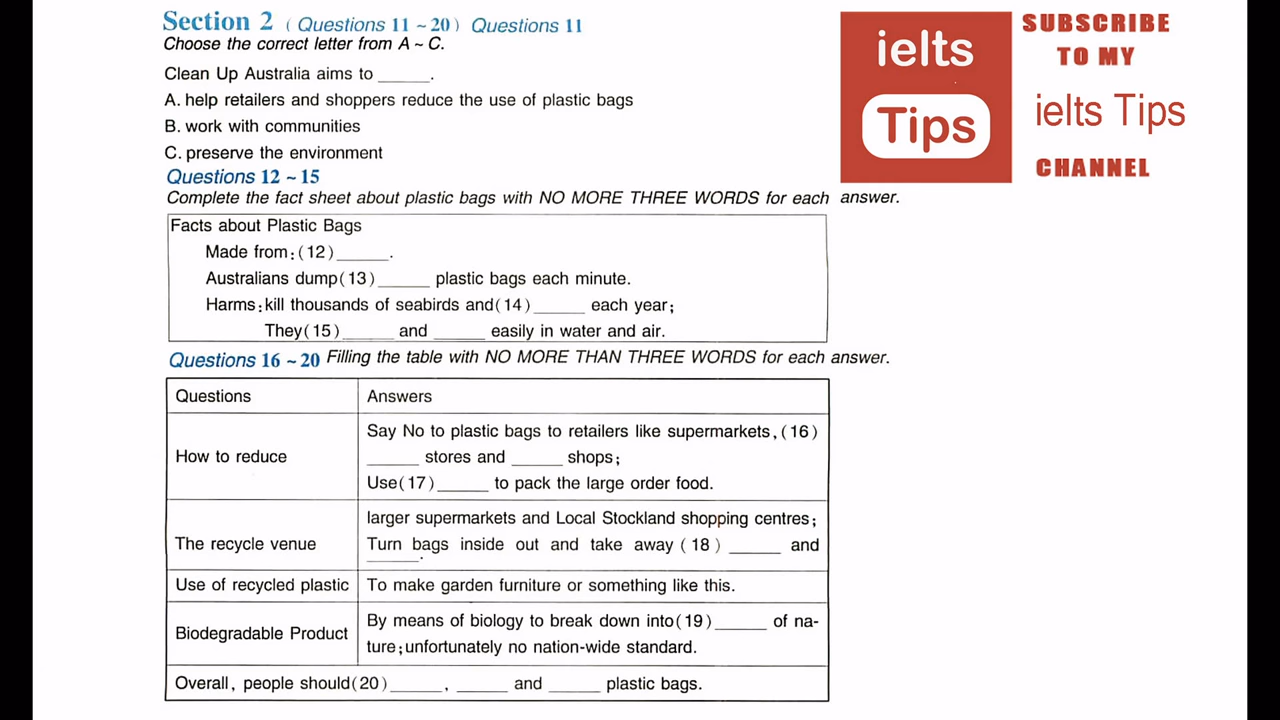 Section 2 ( Questions 11 ~ 20) Questions 11
Choose the correct letter from A ~ C.
Clean Up Australia aims to ______.
A. help retailers and shoppers reduce the use of plastic bags
B. work with communities
C. preserve the environment
Questions 12 ~ 15
Complete the fact sheet about plastic bags with NO MORE THREE WORDS for each answer.
Facts about Plastic Bags
Made from: (12) ______.
Australians dump(13) ______ plastic bags each minute.
Harms: kill thousands of seabirds and(14) ______ each year;
They(15) ______ and ______ easily in water and air.
Questions 16 ~ 20 Filling the table with NO MORE THAN THREE WORDS for each answer.
Questions Answers
How to reduce
Say No to plastic bags to retailers like supermarkets, (16)
______ stores and ______ shops;
Use(17) ______ to pack the large order food.
The recycle venue
larger supermarkets and Local Stockland shopping centres;
Turn bags inside out and take away (18) ______ and
______.
Use of recycled plastic To make garden furniture or something like this.
Biodegradable Product
By means of biology to break down into(19) ______ of na-
ture; unfortunately no nation-wide standard.
Overall, people should(20) ______, ______ and ______ plastic bags.
ielts
Tips
SUBSCRIBE
TO MY
ielts Tips
CHANNEL